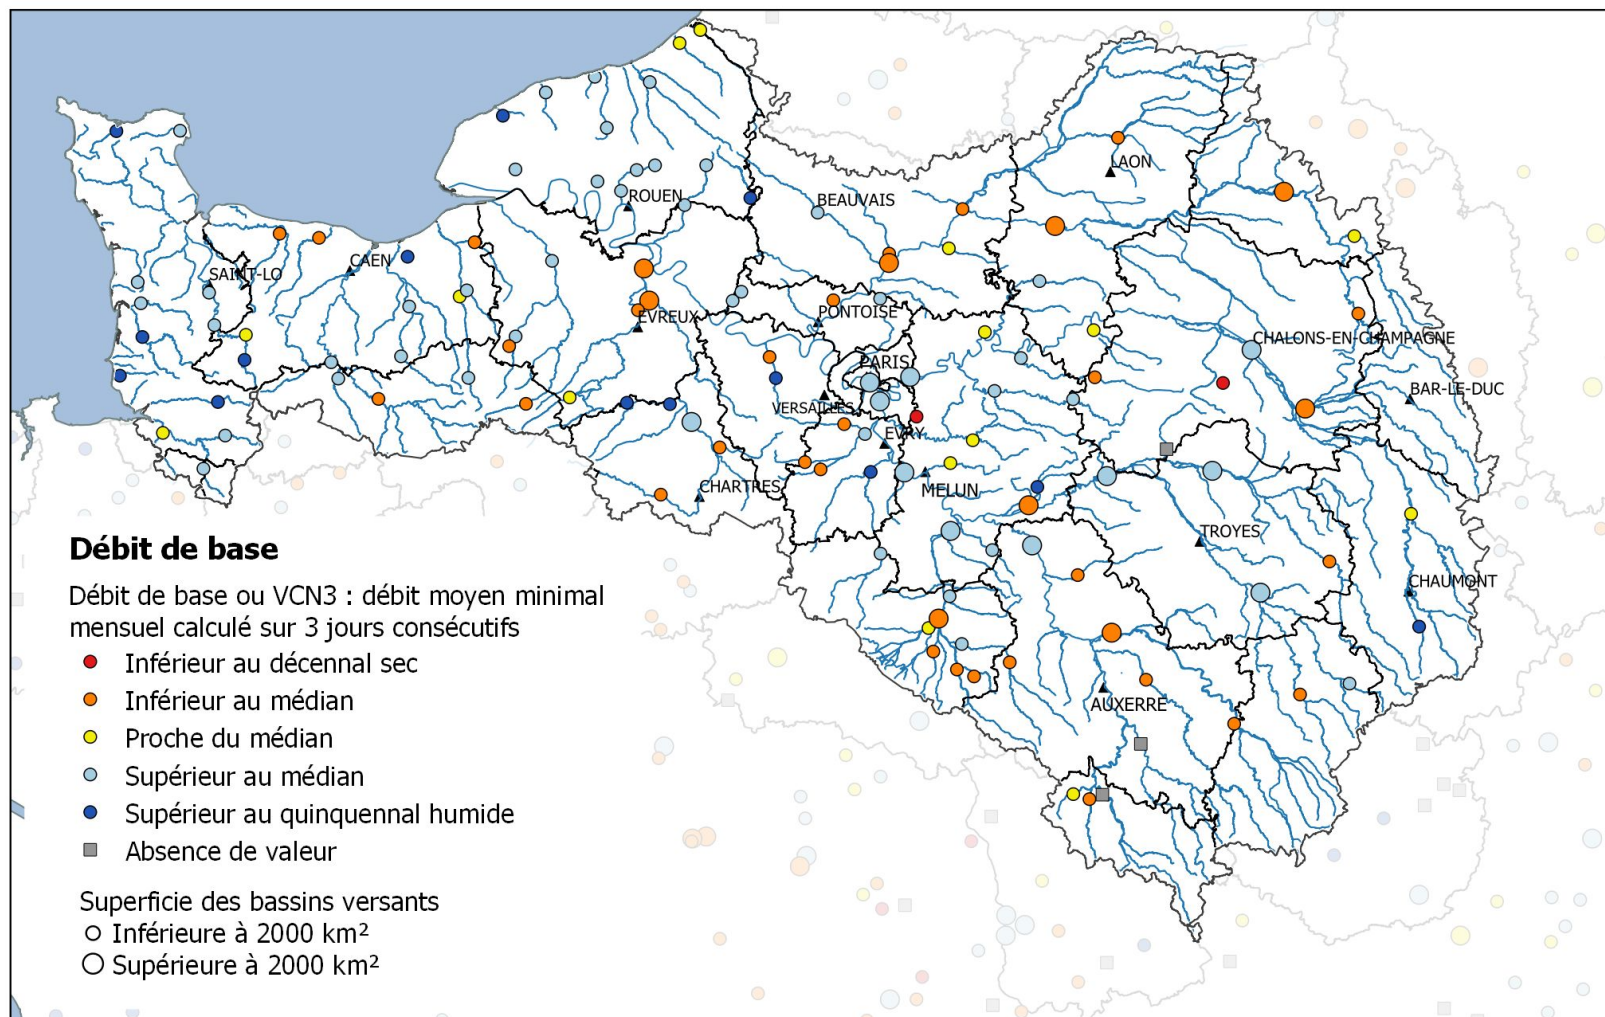 LAON
ROUEN
BEAUVAIS
SAINT-LO
CAEN
EVREUX
PONTOISE
CHALONS-EN-CHAMPAGNE
PARIS
BAR-LE-DUC
VERSAILLES
EVRY
CHARTRES
MELUN
TROYES
CHAUMONT
AUXERRE
Débit de base
Débit de base ou VCN3 : débit moyen minimal
mensuel calculé sur 3 jours consécutifs
Inférieur au décennal sec
Inférieur au médian
Proche du médian
Supérieur au médian
Supérieur au quinquennal humide
Absence de valeur
Superficie des bassins versants
Inférieure à 2000 km²
Supérieure à 2000 km²